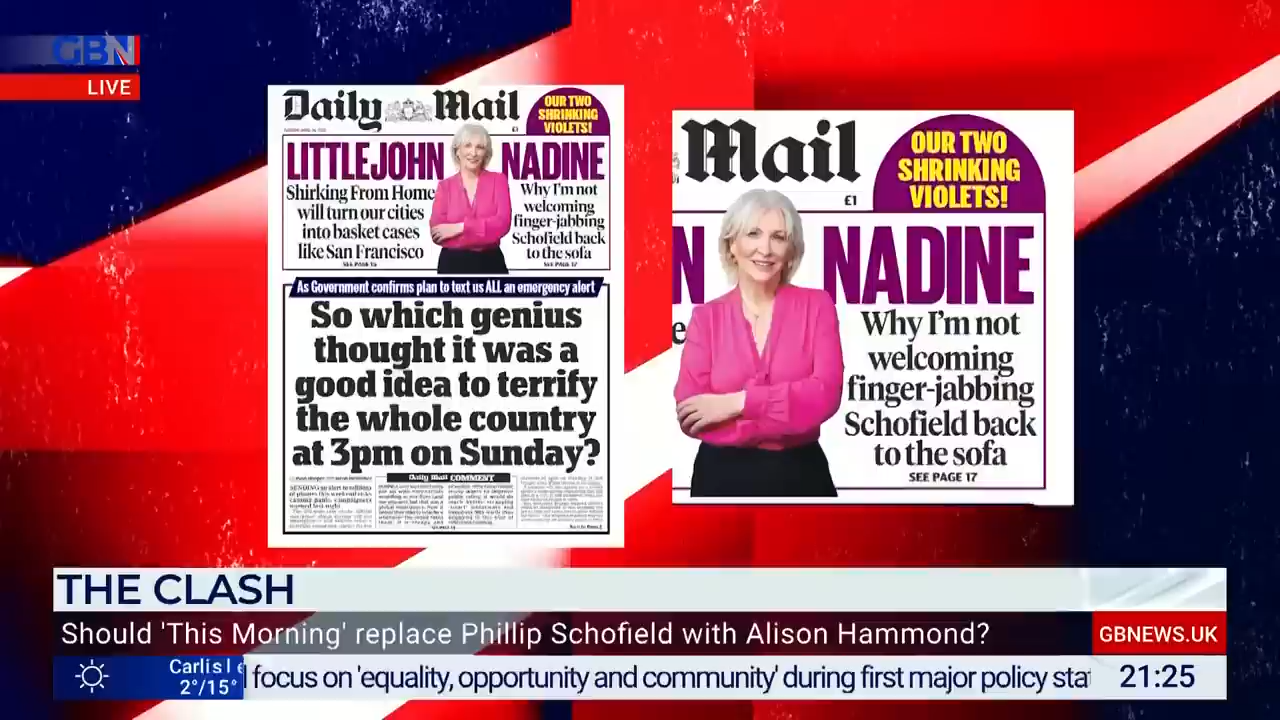 GBN
LIVE
Daily Mail
OUR TWO
SHRINKING
VIOLETS!
£1
LITTLEJOHN
Shirking From Home
will turn our cities
into basket cases
like San Francisco
NADINE
Why I'm not
welcoming
finger-jabbing
Schofield back
to the sofa
SEE PAGE 17
As Government confirms plan to text us ALL an emergency alert
So which genius
thought it was a
good idea to terrify
the whole country
at 3pm on Sunday?
Daily Mail COMMENT
Mail
£1
OUR TWO
SHRINKING
VIOLETS!
N
e
NADINE
Why I'm not
welcoming
finger-jabbing
Schofield back
to the sofa
SEE PAGE 17
THE CLASH
Should 'This Morning' replace Phillip Schofield with Alison Hammond?
GBNEWS.UK
Carlisle
2°/15°
focus on 'equality, opportunity and community' during first major policy sta
21:25